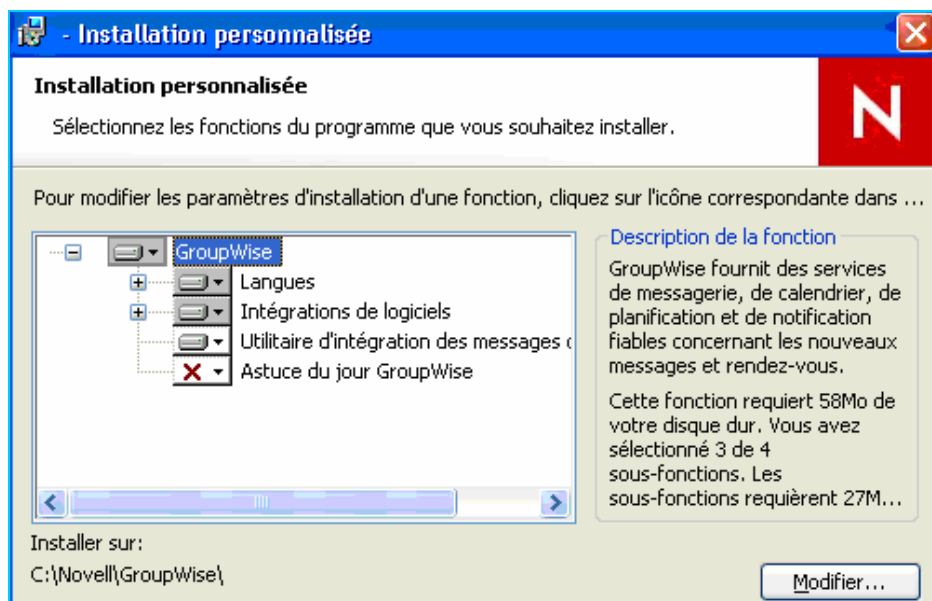 - Installation personnalisée
Installation personnalisée
Sélectionnez les fonctions du programme que vous souhaitez installer.
N
Pour modifier les paramètres d'installation d'une fonction, cliquez sur l'icône correspondante dans ...
GroupWise
Langues
Intégrations de logiciels
Utilitaire d'intégration des messages
Astuce du jour GroupWise
Description de la fonction
GroupWise fournit des services
de messagerie, de calendrier, de
planification et de notification
fiables concernant les nouveaux
messages et rendez-vous.
Cette fonction requiert 58Mo de
votre disque dur. Vous avez
sélectionné 3 de 4
sous-fonctions. Les
sous-fonctions requièrent 27M...
Installer sur:
C:\Novell\GroupWise\
Modifier...